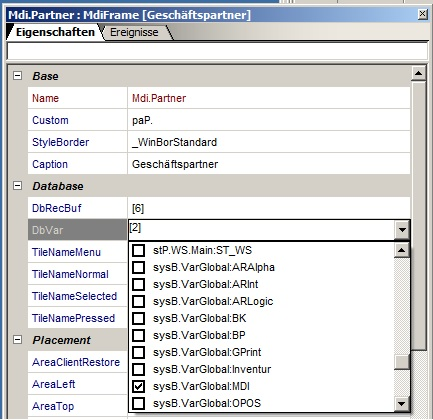 Mdi.Partner : MdiFrame [Geschäftspartner]
Eigenschaften Ereignisse
Base
Name Mdi.Partner
Custom paP.
StyleBorder _WinBorStandard
Caption Geschäftspartner
Database
DbRecBuf [6]
DbVar [2]
TileNameMenu stP.WS.Main:ST_WS
sysB.VarGlobal:ARAlpha
TileNameNormal sysB.VarGlobal:ARInt
TileNameSelected sysB.VarGlobal:ARLogic
sysB.VarGlobal:BK
TileNamePressed sysB.VarGlobal:BP
Placement sysB.VarGlobal:GPrint
AreaClientRestore sysB.VarGlobal:Inventur
AreaLeft sysB.VarGlobal:MDI
AreaTop sysB.VarGlobal:OPOS